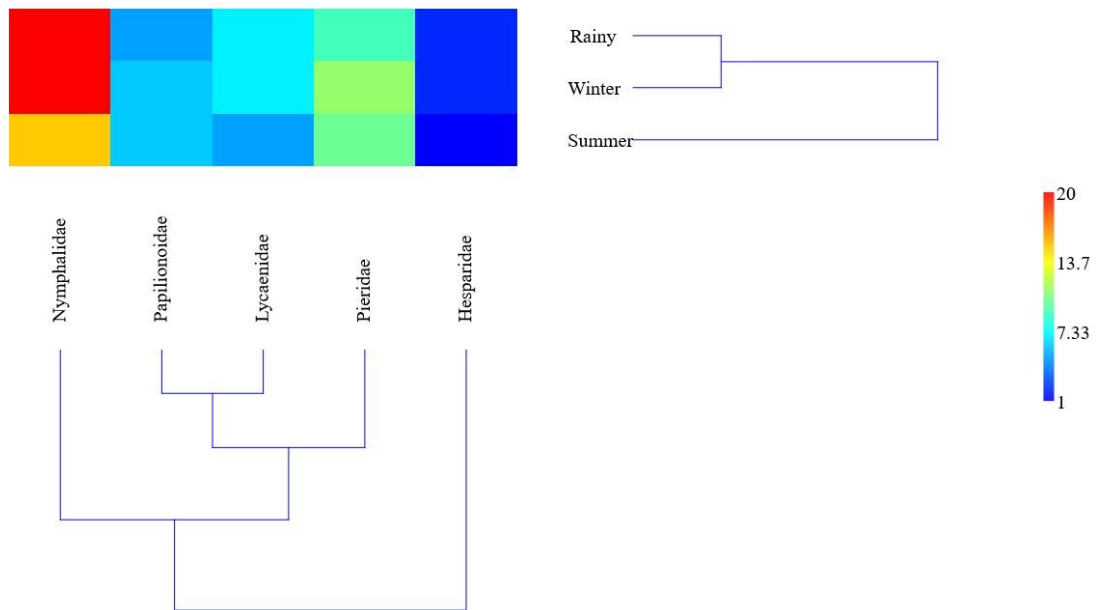 Rainy
Winter
Summer
Nymphalidae
Papilionoidae
Lycaenidae
Pieridae
Hesparidae
20
13.7
7.33
1